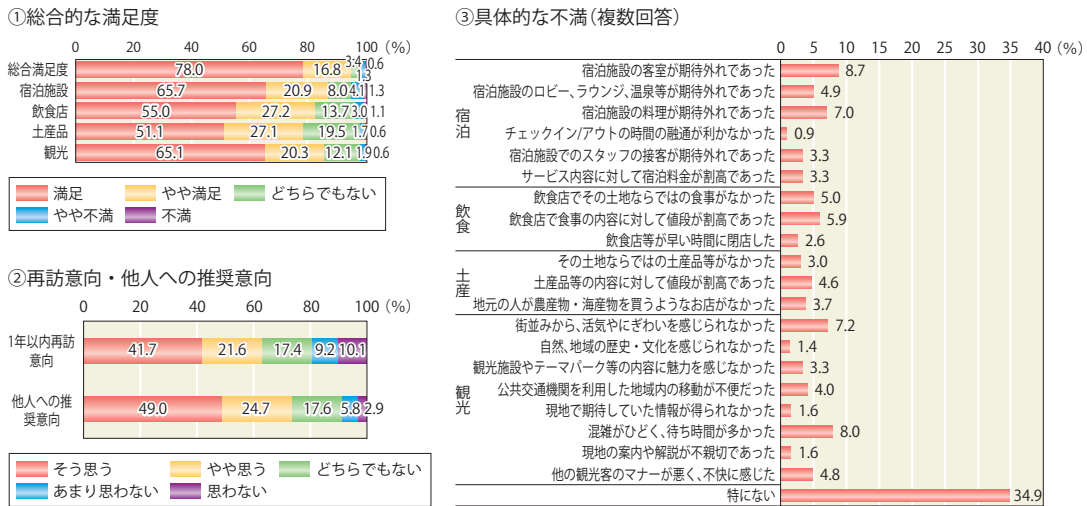 ①総合的な満足度
0 20 40 60 80 100（%）
総合満足度 78.0 16.8 3.4 1.3 0.6
宿泊施設 65.7 20.9 8.0 4.1 1.3
飲食店 55.0 27.2 13.7 3.0 1.1
土産品 51.1 27.1 19.5 1.7 0.6
観光 65.1 20.3 12.1 1.9 0.6
満足 やや満足 どちらでもない
やや不満 不満
②再訪意向・他人への推奨意向
0 20 40 60 80 100（%）
1年以内再訪
意向
41.7 21.6 17.4 9.2 10.1
他人への推
奨意向
49.0 24.7 17.6 5.8 2.9
そう思う やや思う どちらでもない
あまり思わない 思わない
③具体的な不満（複数回答）
0 5 10 15 20 25 30 35 40（%）
宿泊
宿泊施設の客室が期待外れであった 8.7
宿泊施設のロビー、ラウンジ、温泉等が期待外れであった 4.9
宿泊施設の料理が期待外れであった 7.0
チェックイン/アウトの時間の融通が利かなかった 0.9
宿泊施設でのスタッフの接客が期待外れであった 3.3
サービス内容に対して宿泊料金が割高であった 3.3
飲食
飲食店でその土地ならではの食事がなかった 5.0
飲食店で食事の内容に対して値段が割高であった 5.9
飲食店等が早い時間に閉店した 2.6
土産
その土地ならではの土産品等がなかった 3.0
土産品等の内容に対して値段が割高であった 4.6
地元の人が農産物・海産物を買うようなお店がなかった 3.7
観光
街並みから、活気やにぎわいを感じられなかった 7.2
自然、地域の歴史・文化を感じられなかった 1.4
観光施設やテーマパーク等の内容に魅力を感じなかった 3.3
公共交通機関を利用した地域内の移動が不便だった 4.0
現地で期待していた情報が得られなかった 1.6
混雑がひどく、待ち時間が多かった 8.0
現地の案内や解説が不親切であった 1.6
他の観光客のマナーが悪く、不快に感じた 4.8
特にない 34.9